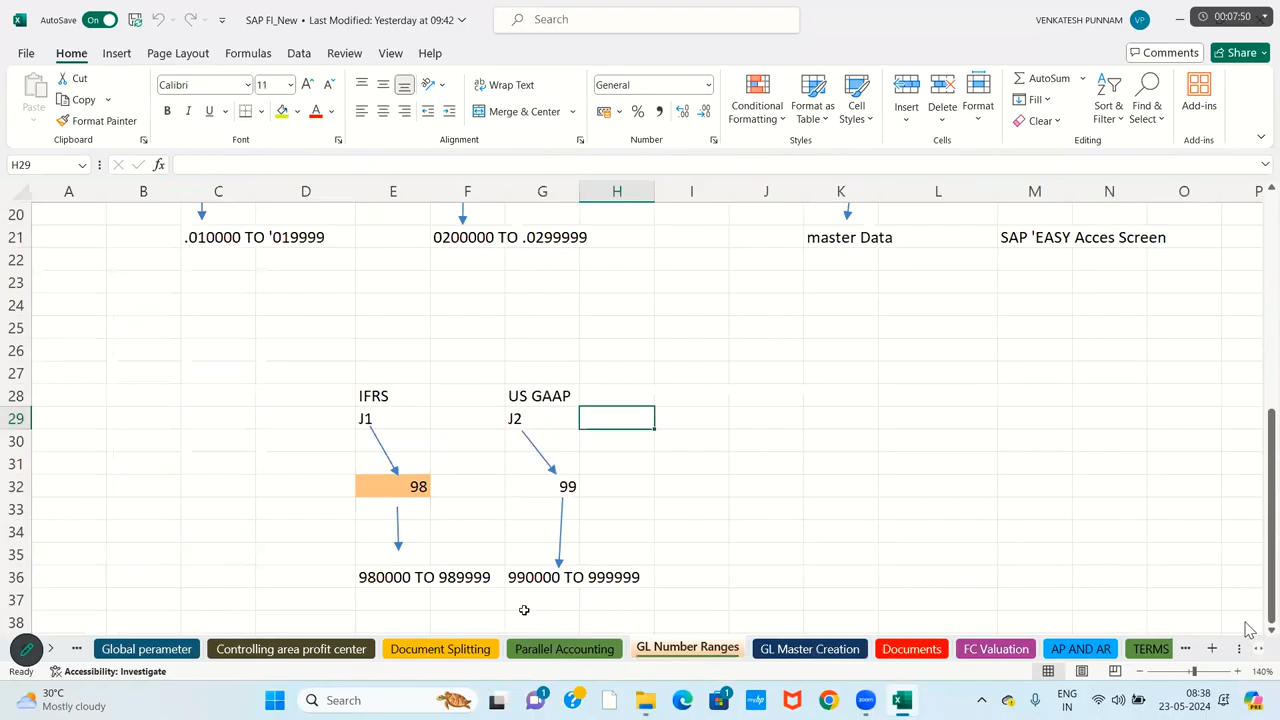 AutoSave On SAP FI_New • Last Modified: Yesterday at 09:42 Search VENKATESH PUNNAM VP 00:07:50
File Home Insert Page Layout Formulas Data Review View Help Comments Share
Paste Cut Copy Format Painter Clipboard
Calibri 11 B I U A Font
Wrap Text Merge & Center Alignment
General % Number
Conditional Formatting Format as Table Cell Styles Styles
Insert Delete Format Cells
AutoSum Fill Clear Sort & Filter Find & Select Editing
Add-ins Add-ins
H29 fx
A B C D E F G H I J K L M N O P
20
21 .010000 TO '019999 0200000 TO .0299999 master Data SAP 'EASY Acces Screen
22
23
24
25
26
27
28 IFRS US GAAP
29 J1 J2
30
31
32 98 99
33
34
35
36 980000 TO 989999 990000 TO 999999
37
38
Global perameter Controlling area profit center Document Splitting Parallel Accounting GL Number Ranges GL Master Creation Documents FC Valuation AP AND AR TERMS
Ready Accessibility: Investigate 140%
30°C
Mostly cloudy
Search
1
1
ENG
IN
08:38
23-05-2024